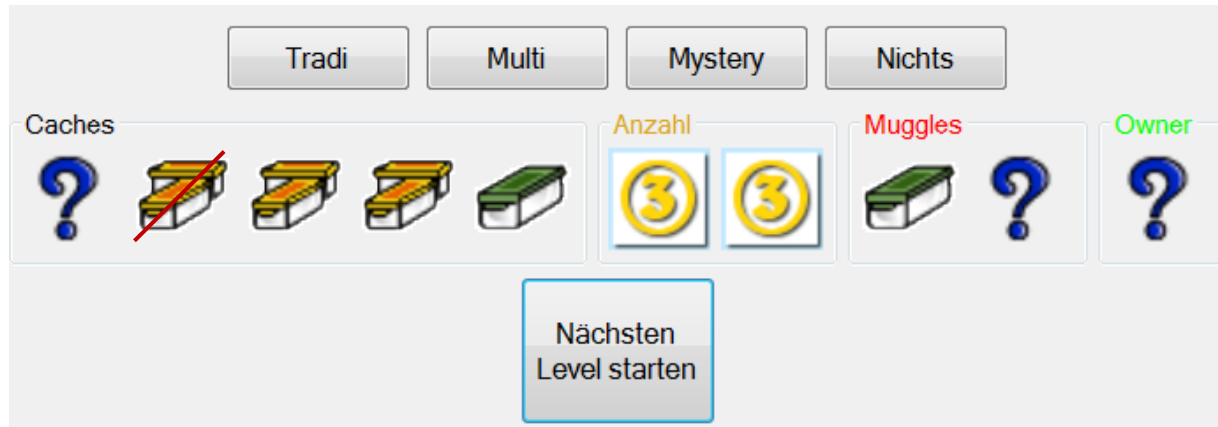 Tradi
Multi
Mystery
Nichts
Caches
Anzahl
Muggles
Owner
? 3 3 ? ?
Nächsten
Level starten